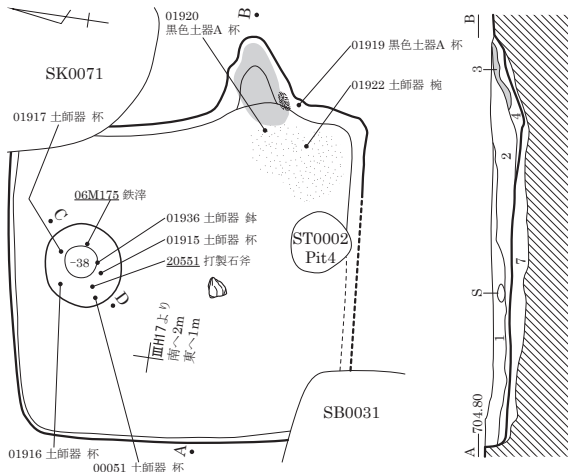 01920
黒色土器A 杯
B
01919 黒色土器A 杯
SK0071
01922 土師器 椀
01917 土師器 杯
06M175 鉄滓
C
01936 土師器 鉢
01915 土師器 杯
-38
20551 打製石斧
D
ST0002
Pit4
ⅢH17より
南へ2m
東へ1m
SB0031
01916 土師器 杯
A
00051 土師器 杯
B
3
4
2
7
S
1
704.80
A